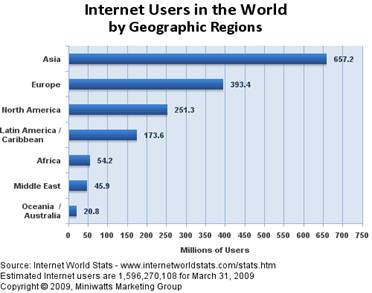 Internet Users in the World
by Geographic Regions
Asia
657.2
Europe
393.4
North America
251.3
Latin America /
Caribbean
173.6
Africa
54.2
Middle East
45.9
Oceania /
Australia
20.8
0 50 100 150 200 250 300 350 400 450 500 550 600 650 700 750
Millions of Users
Source: Internet World Stats - www.internetworldstats.com/stats.htm
Estimated Internet users are 1,596,270,108 for March 31, 2009
Copyright © 2009, Miniwatts Marketing Group